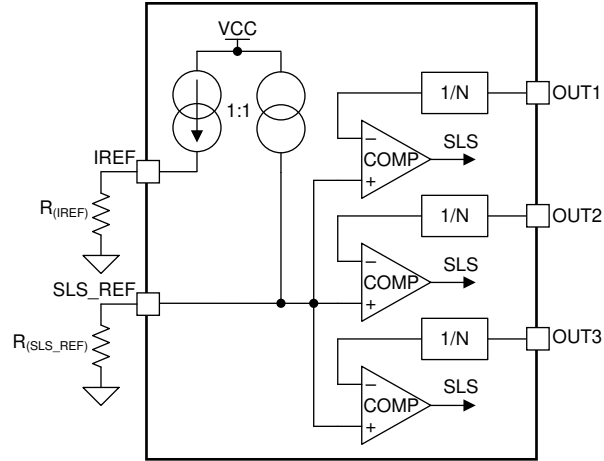 VCC
1/N
OUT1
1:1
SLS
COMP
−
+
IREF
R(IREF)
1/N
OUT2
SLS
COMP
−
+
SLS_REF
R(SLS_REF)
1/N
OUT3
SLS
COMP
−
+